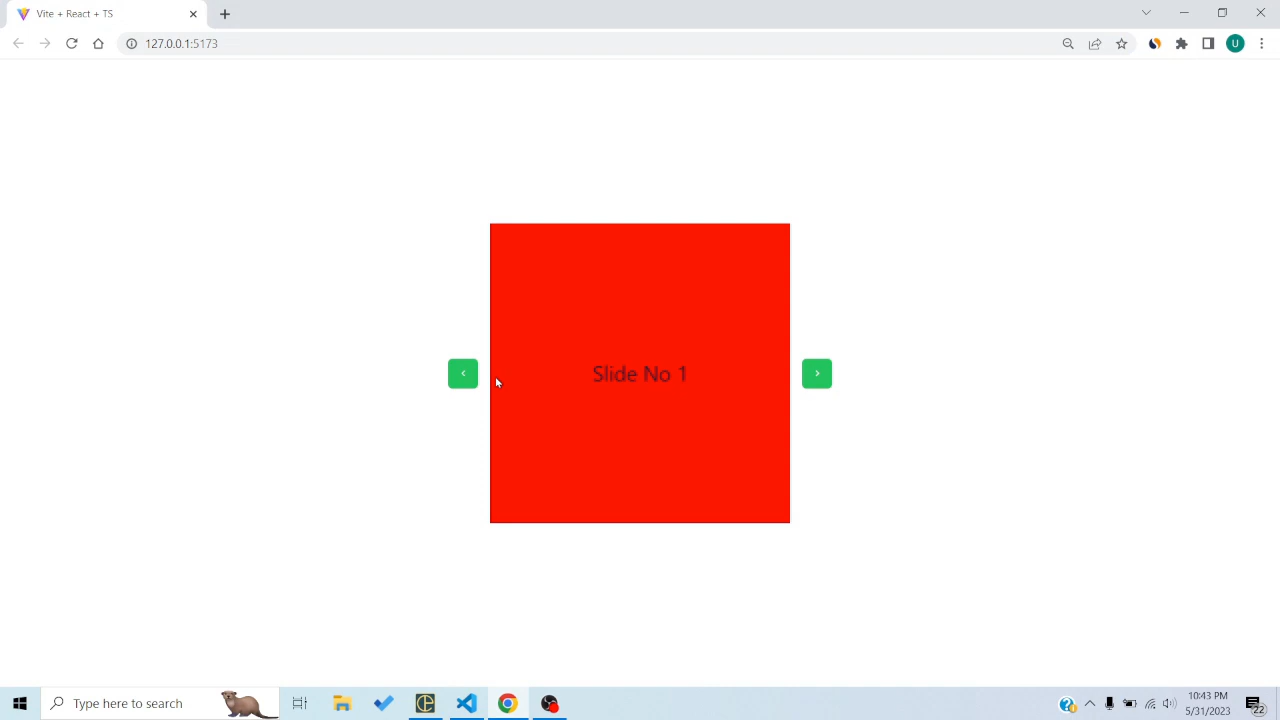 Vite + React + TS
127.0.0.1:5173
U
Slide No 1
Type here to search
10:43 PM
5/31/2023
22